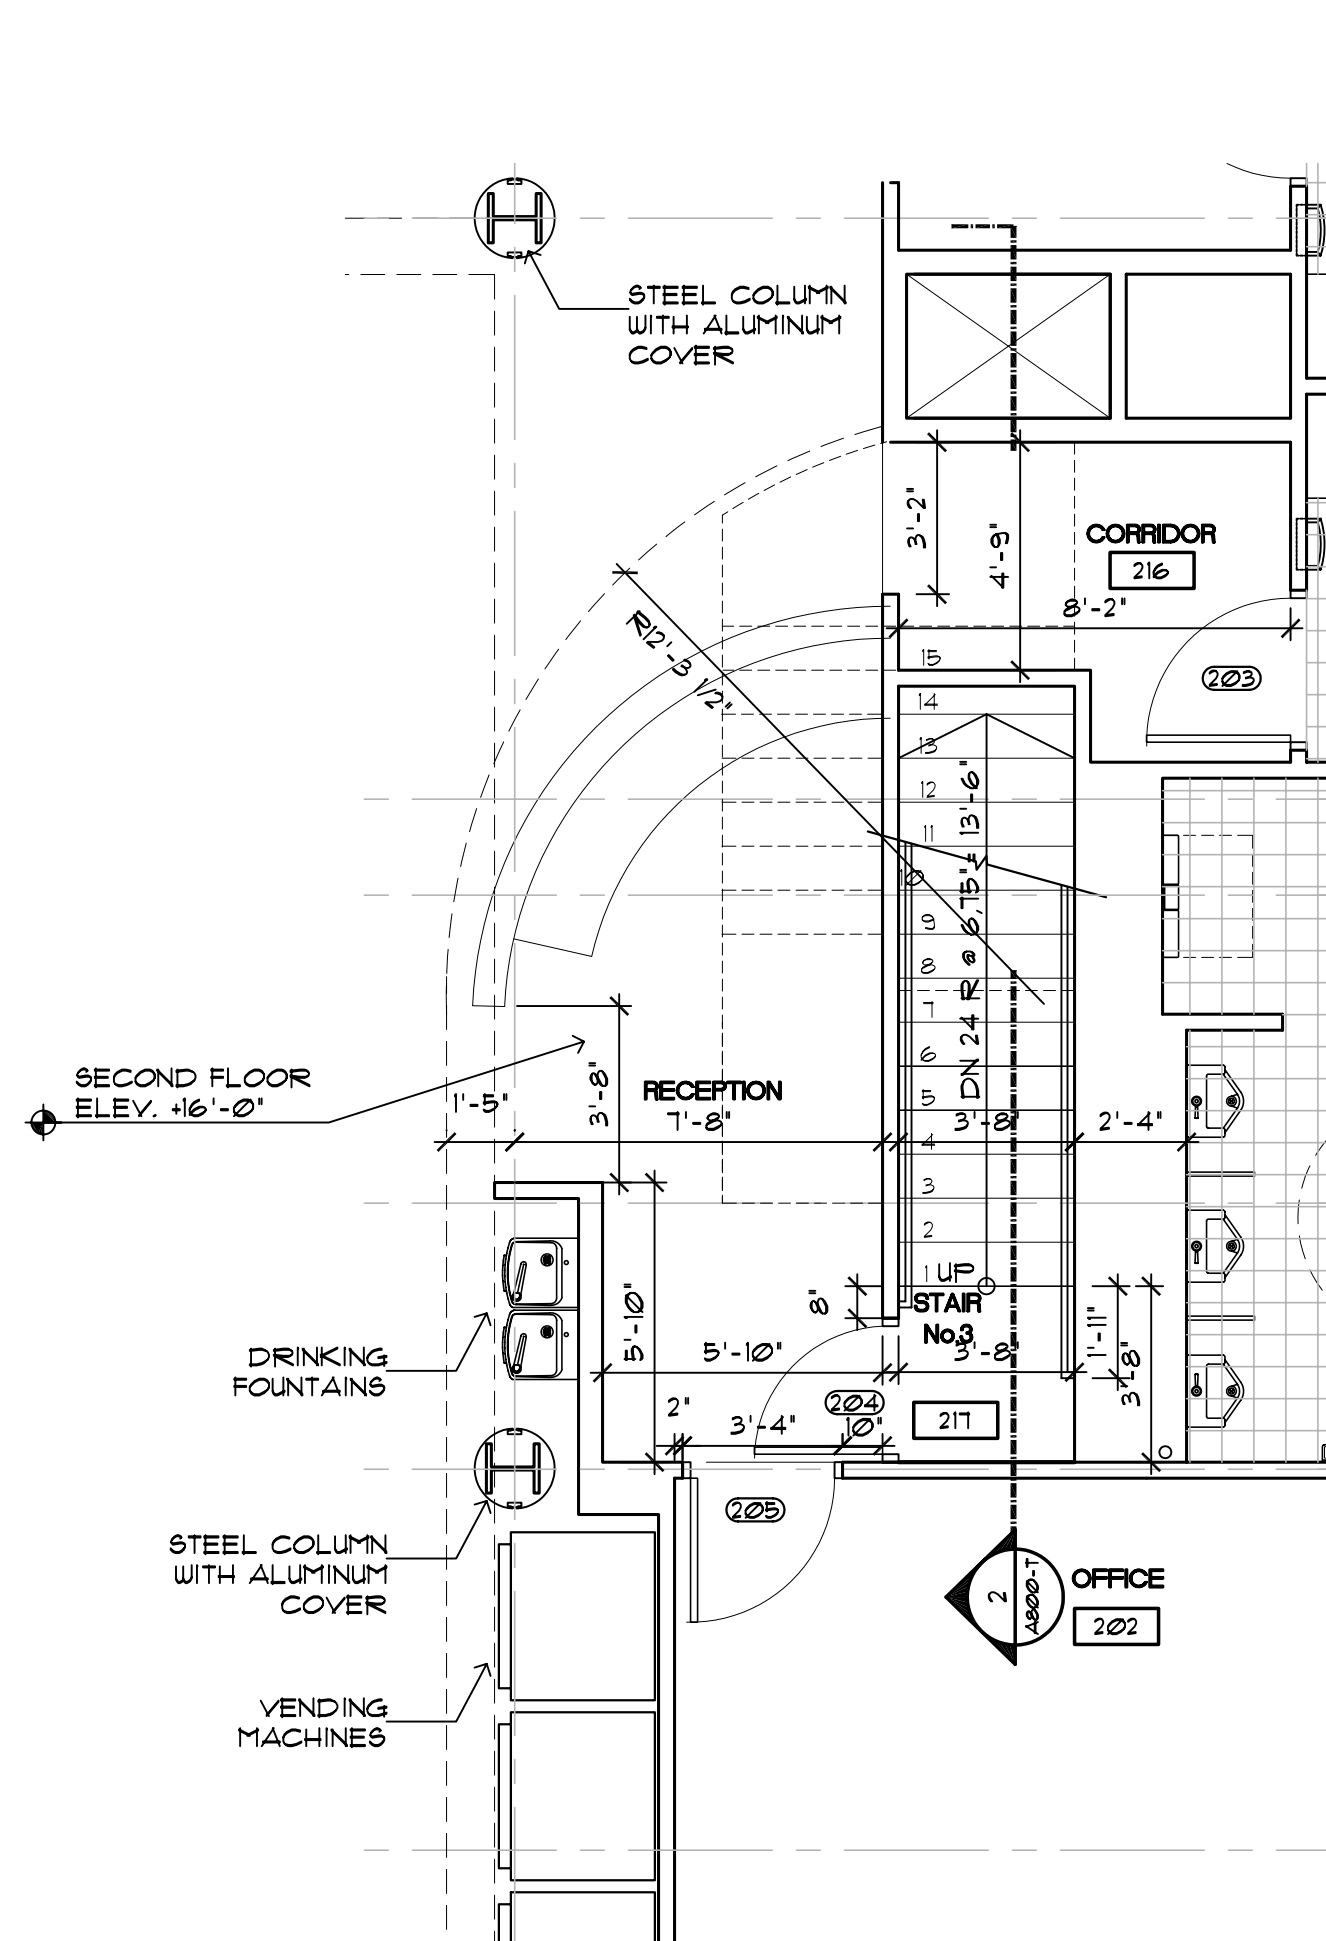 STEEL COLUMN
WITH ALUMINUM
COVER
3'-2"
4'-9"
CORRIDOR
216
8'-2"
R12'-3 1/2"
203
15
14
13
12
11
10
9
8
7
6
5
4
3
2
1 UP
DN 24 R @ 6,75"= 13'-6"
SECOND FLOOR
ELEV. +16'-0"
1'-5"
3'-8"
RECEPTION
7'-8"
3'-8"
2'-4"
STAIR
No.3
8"
5'-10"
5'-10"
3'-8"
1'-11"
3'-8"
DRINKING
FOUNTAINS
2"
3'-4"
204
10"
217
205
STEEL COLUMN
WITH ALUMINUM
COVER
2
A800-T
OFFICE
202
VENDING
MACHINES